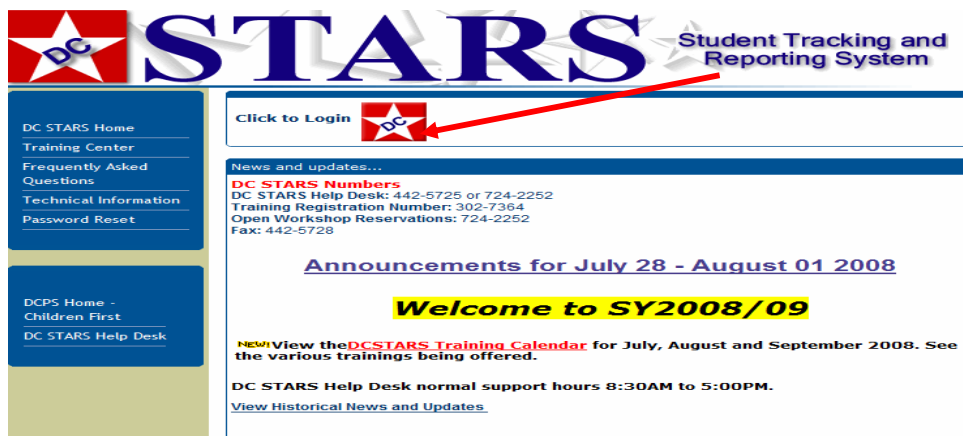 DC STARS Student Tracking and
Reporting System
DC STARS Home
Training Center
Frequently Asked
Questions
Technical Information
Password Reset
DCPS Home -
Children First
DC STARS Help Desk
Click to Login DC
News and updates...
DC STARS Numbers
DC STARS Help Desk: 442-5725 or 724-2252
Training Registration Number: 302-7364
Open Workshop Reservations: 724-2252
Fax: 442-5728
Announcements for July 28 - August 01 2008
Welcome to SY2008/09
NEW! View theDCSTARS Training Calendar for July, August and September 2008. See
the various trainings being offered.
DC STARS Help Desk normal support hours 8:30AM to 5:00PM.
View Historical News and Updates